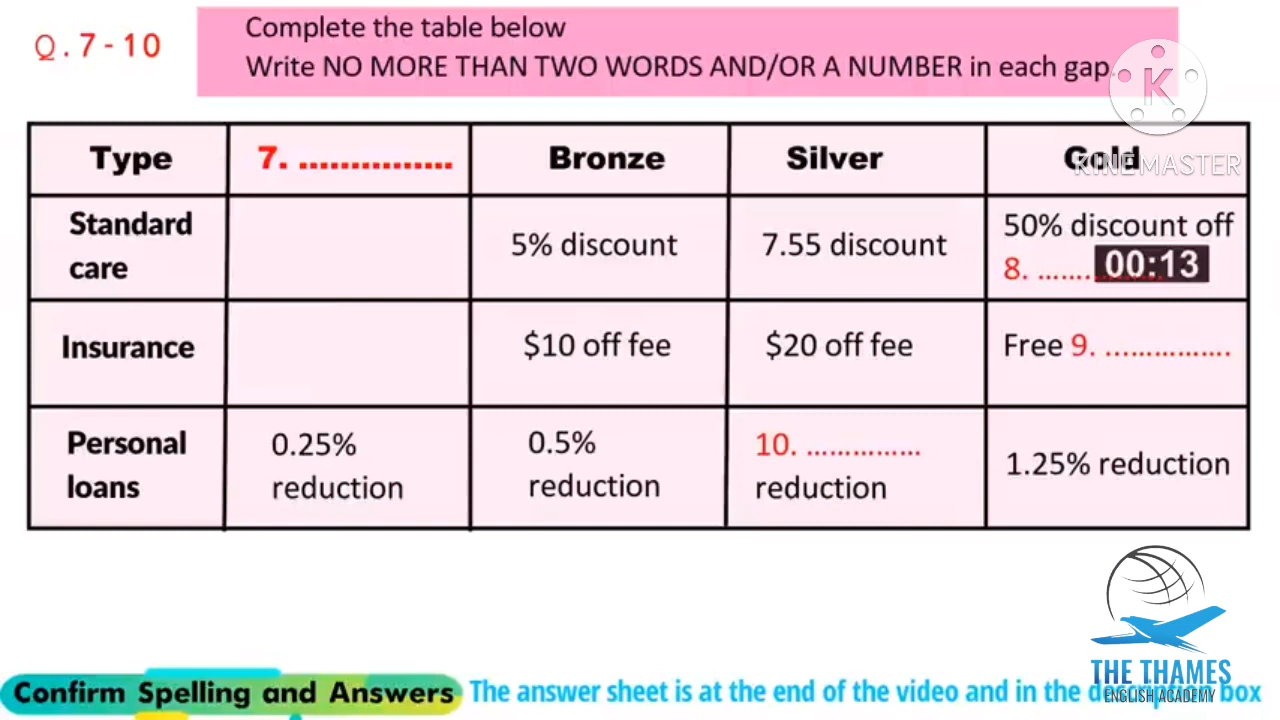 Q.7-10
Complete the table below
Write NO MORE THAN TWO WORDS AND/OR A NUMBER in each gap.
K
KINEMASTER
Type 7. ............... Bronze Silver Gold
Standard care
5% discount
7.55 discount
50% discount off
8. ...............
00:13
Insurance
$10 off fee
$20 off fee
Free 9. ...............
Personal loans
0.25%
reduction
0.5%
reduction
10. ...............
reduction
1.25% reduction
THE THAMES
ENGLISH ACADEMY
Confirm Spelling and Answers
The answer sheet is at the end of the video and in the box